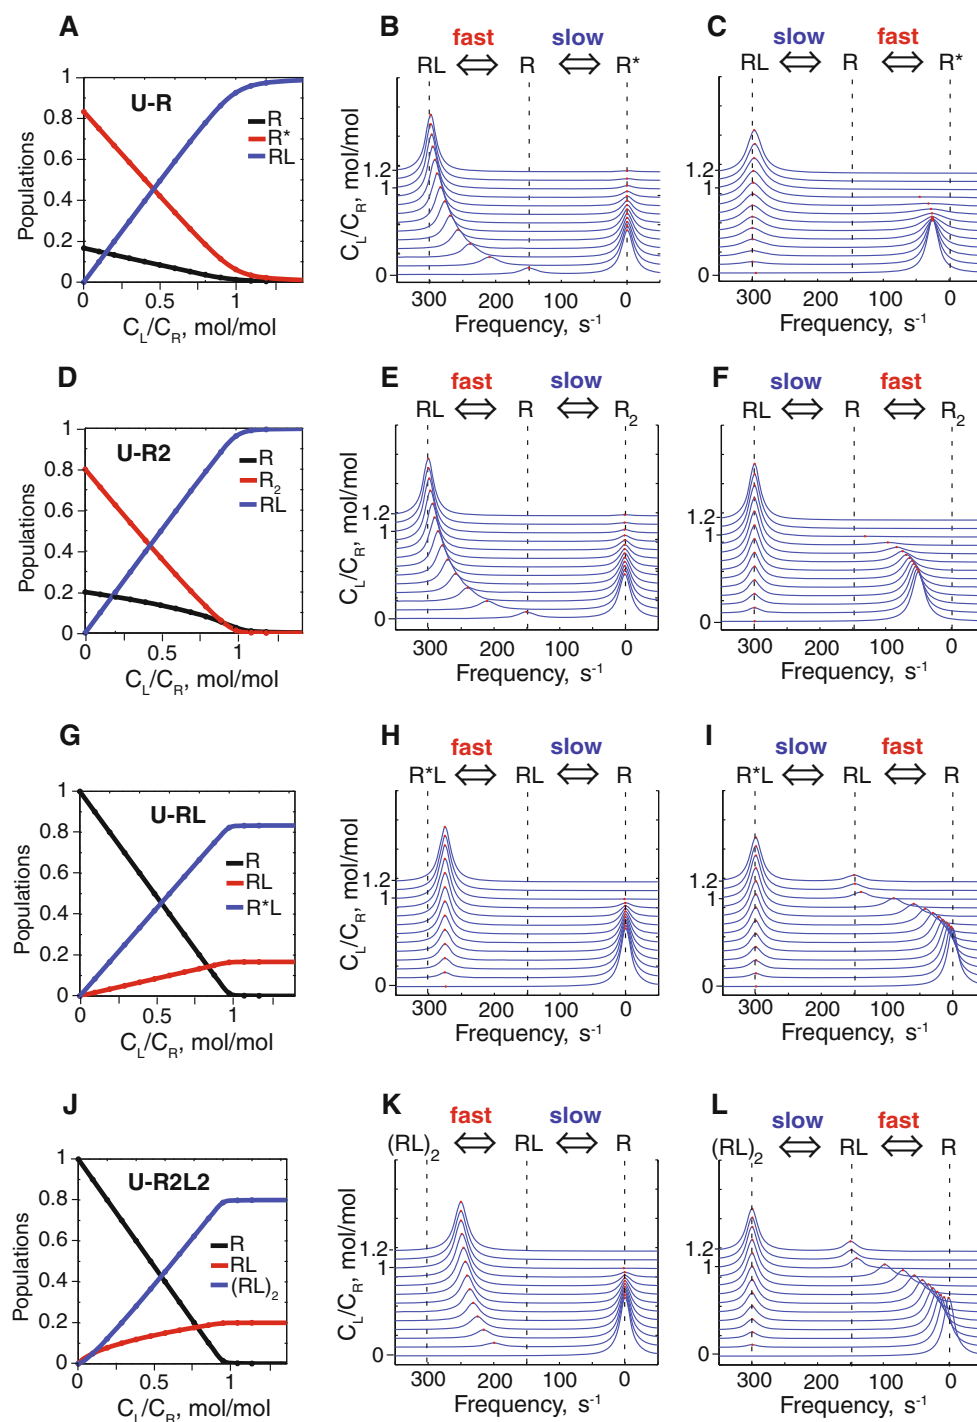 A
U-R
R
R*
RL
Populations
1
0.8
0.6
0.4
0.2
0
0 0.5 1
C_L/C_R, mol/mol
B
fast slow
RL R R*
C_L/C_R, mol/mol
1.2
1
0
300 200 100 0
Frequency, s⁻¹
C
slow fast
RL R R*
1.2
1
0
300 200 100 0
Frequency, s⁻¹
D
U-R2
R
R₂
RL
Populations
1
0.8
0.6
0.4
0.2
0
0 0.5 1
C_L/C_R, mol/mol
E
fast slow
RL R R₂
C_L/C_R, mol/mol
1.2
1
0
300 200 100 0
Frequency, s⁻¹
F
slow fast
RL R R₂
1.2
1
0
300 200 100 0
Frequency, s⁻¹
G
U-RL
R
RL
R*L
Populations
1
0.8
0.6
0.4
0.2
0
0 0.5 1
C_L/C_R, mol/mol
H
fast slow
R*L RL R
C_L/C_R, mol/mol
1.2
1
0
300 200 100 0
Frequency, s⁻¹
I
slow fast
R*L RL R
1.2
1
0
300 200 100 0
Frequency, s⁻¹
J
U-R2L2
R
RL
(RL)₂
Populations
1
0.8
0.6
0.4
0.2
0
0 0.5 1
C_L/C_R, mol/mol
K
fast slow
(RL)₂ RL R
C_L/C_R, mol/mol
1.2
1
0
300 200 100 0
Frequency, s⁻¹
L
slow fast
(RL)₂ RL R
1.2
1
0
300 200 100 0
Frequency, s⁻¹